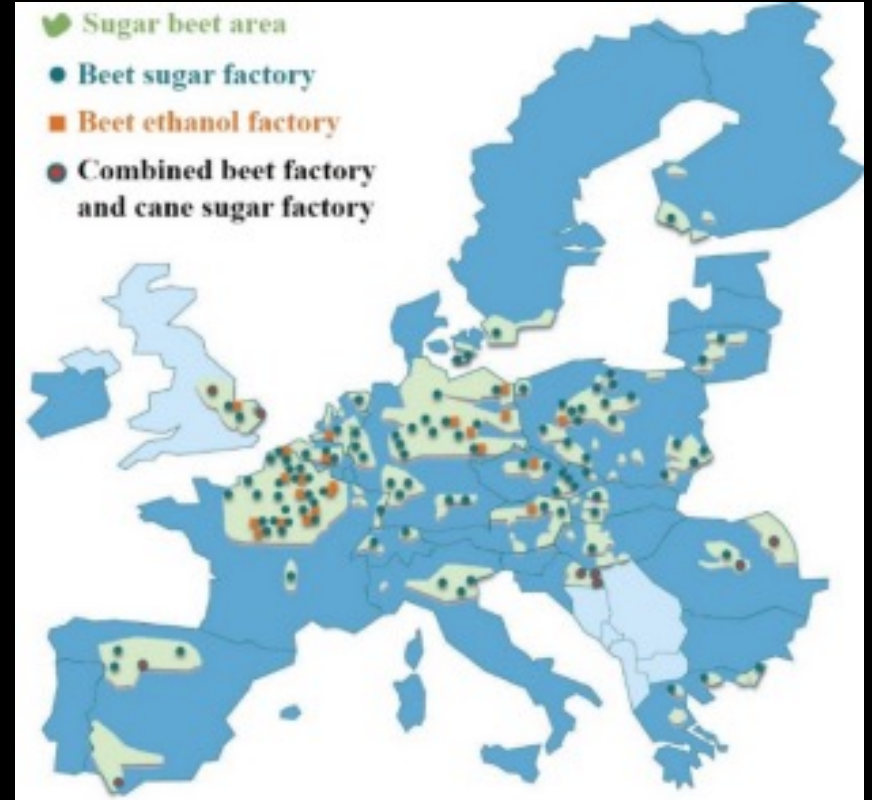 Sugar beet area
Beet sugar factory
Beet ethanol factory
Combined beet factory
and cane sugar factory